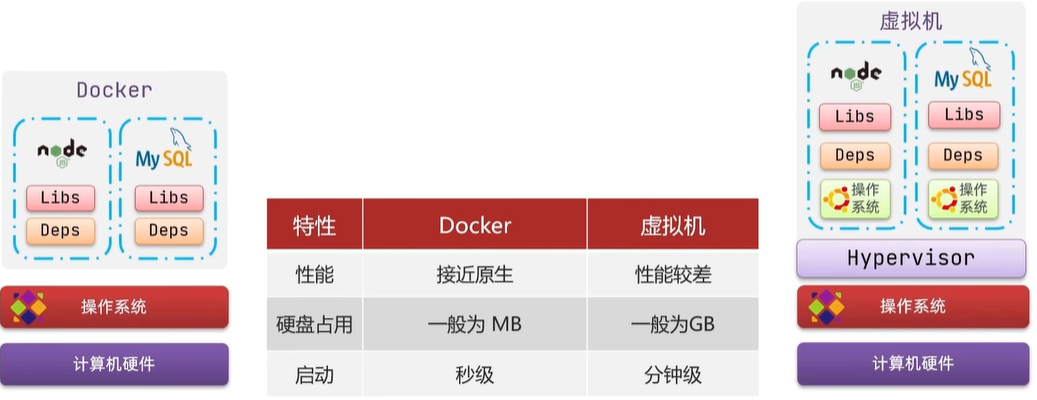 Docker
node
JS
MySQL
Libs
Libs
Deps
Deps
操作系统
计算机硬件
特性 Docker 虚拟机
性能 接近原生 性能较差
硬盘占用 一般为 MB 一般为GB
启动 秒级 分钟级
虚拟机
node
JS
MySQL
Libs
Libs
Deps
Deps
操作
系统
操作
系统
Hypervisor
操作系统
计算机硬件